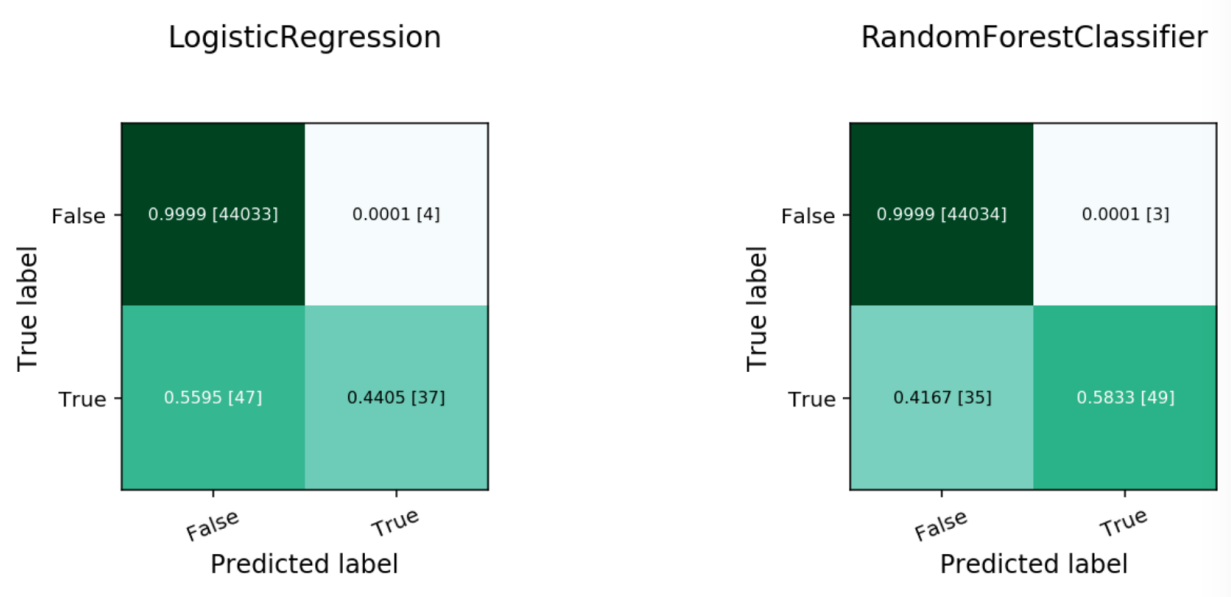 LogisticRegression
True label
False
True
0.9999 [44033]
0.0001 [4]
0.5595 [47]
0.4405 [37]
False
True
Predicted label
RandomForestClassifier
True label
False
True
0.9999 [44034]
0.0001 [3]
0.4167 [35]
0.5833 [49]
False
True
Predicted label